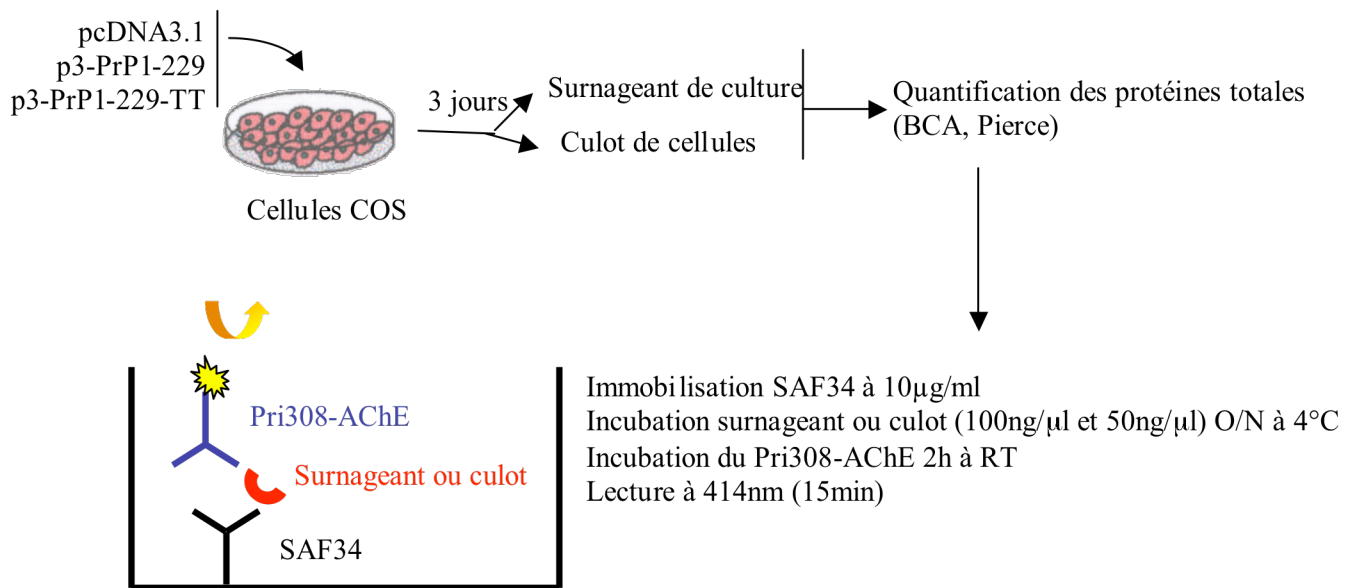 pcDNA3.1
p3-PrP1-229
p3-PrP1-229-TT
Cellules COS
3 jours
Surnageant de culture
Culot de cellules
Quantification des protéines totales
(BCA, Pierce)
Pri308-AChE
Surnageant ou culot
SAF34
Immobilisation SAF34 à 10µg/ml
Incubation surnageant ou culot (100ng/µl et 50ng/µl) O/N à 4°C
Incubation du Pri308-AChE 2h à RT
Lecture à 414nm (15min)